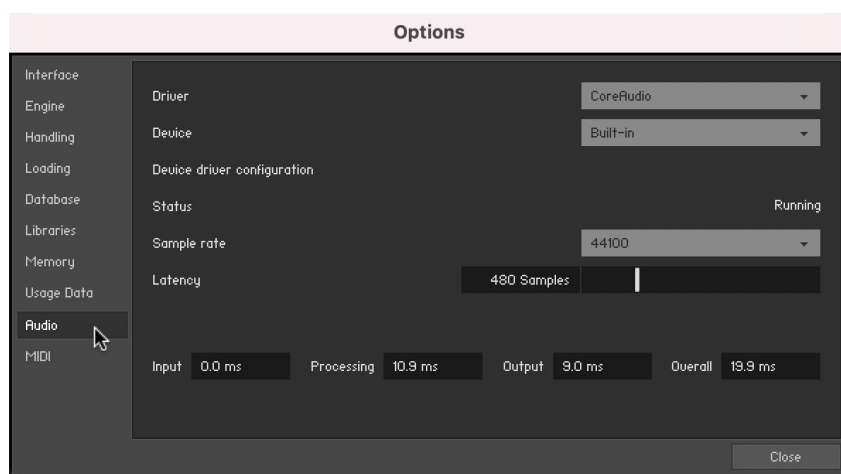 Options
Interface
Engine
Handling
Loading
Database
Libraries
Memory
Usage Data
Audio
MIDI
Driver CoreAudio
Device Built-in
Device driver configuration
Status Running
Sample rate 44100
Latency 480 Samples
Input 0.0 ms Processing 10.9 ms Output 9.0 ms Overall 19.9 ms
Close